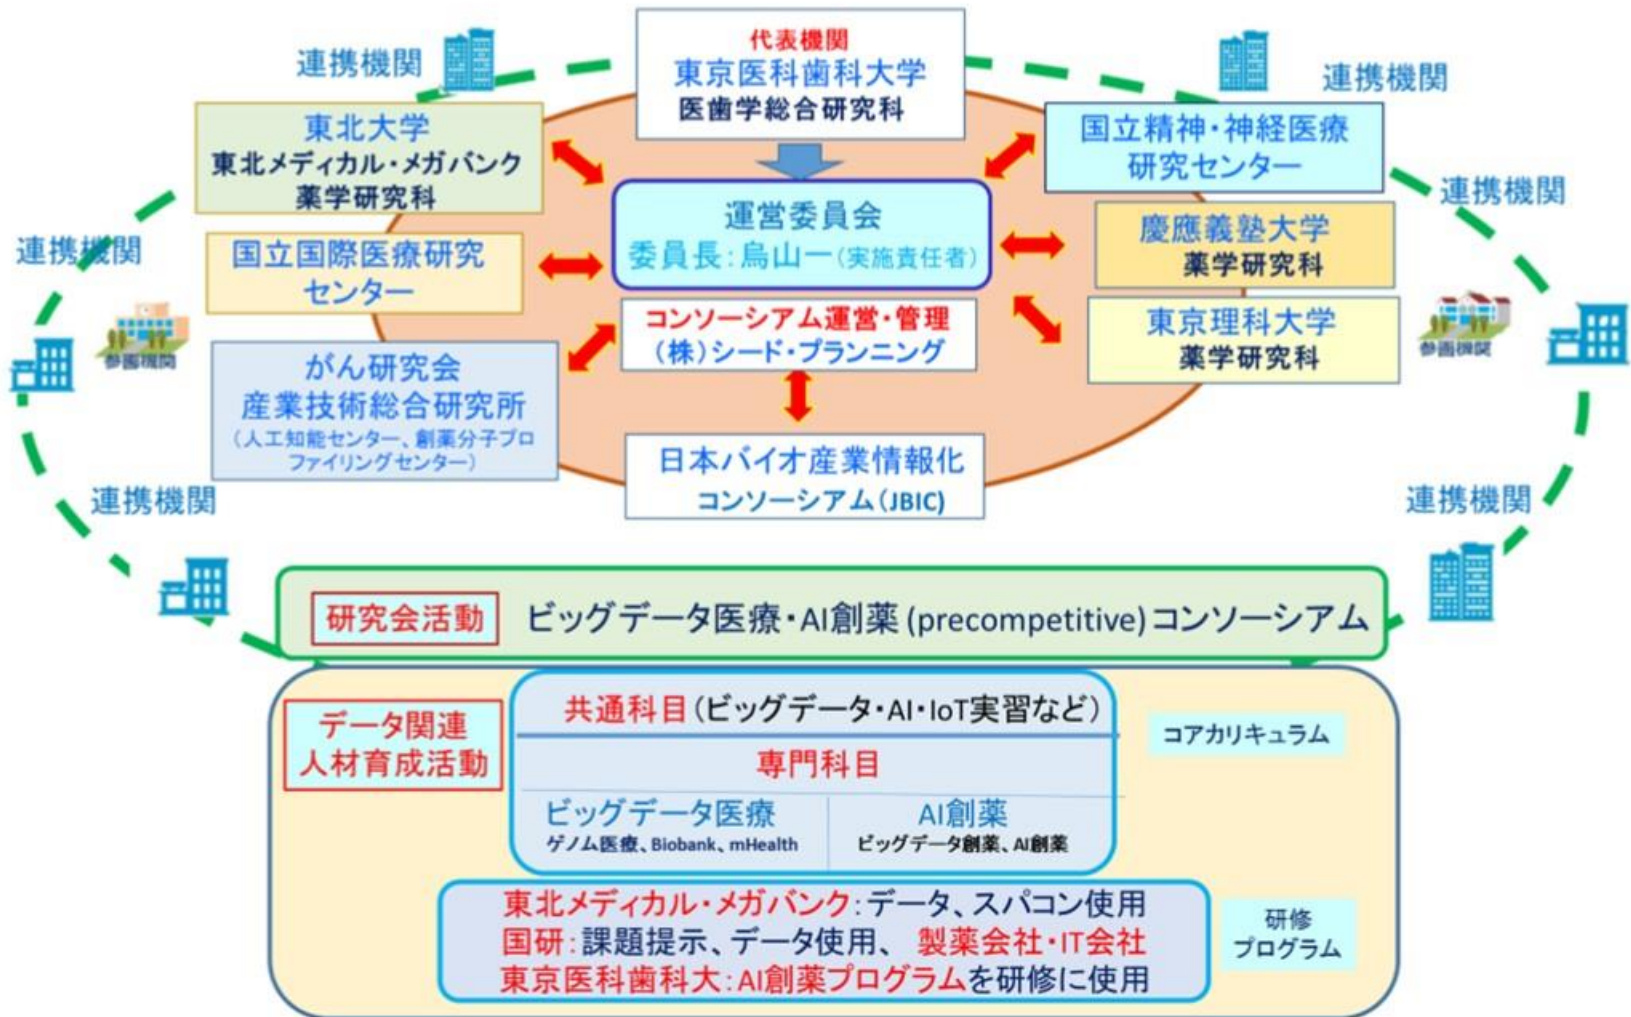 代表機関
東京医科歯科大学
医歯学総合研究科
連携機関
連携機関
東北大学
東北メディカル・メガバンク
薬学研究科
国立精神・神経医療
研究センター
連携機関
連携機関
運営委員会
委員長：烏山一（実施責任者）
国立国際医療研究
センター
慶應義塾大学
薬学研究科
コンソーシアム運営・管理
（株）シード・プランニング
東京理科大学
薬学研究科
参画機関
参画機関
がん研究会
産業技術総合研究所
（人工知能センター、創薬分子プロ
ファイリングセンター）
日本バイオ産業情報化
コンソーシアム（JBIC)
連携機関
連携機関
研究会活動 ビッグデータ医療・AI創薬 (precompetitive) コンソーシアム
データ関連
人材育成活動
共通科目（ビッグデータ・AI・IoT実習など）
コアカリキュラム
専門科目
ビッグデータ医療
ゲノム医療、Biobank、mHealth
AI創薬
ビッグデータ創薬、AI創薬
東北メディカル・メガバンク：データ、スパコン使用
国研：課題提示、データ使用、 製薬会社・IT会社
東京医科歯科大：AI創薬プログラムを研修に使用
研修
プログラム